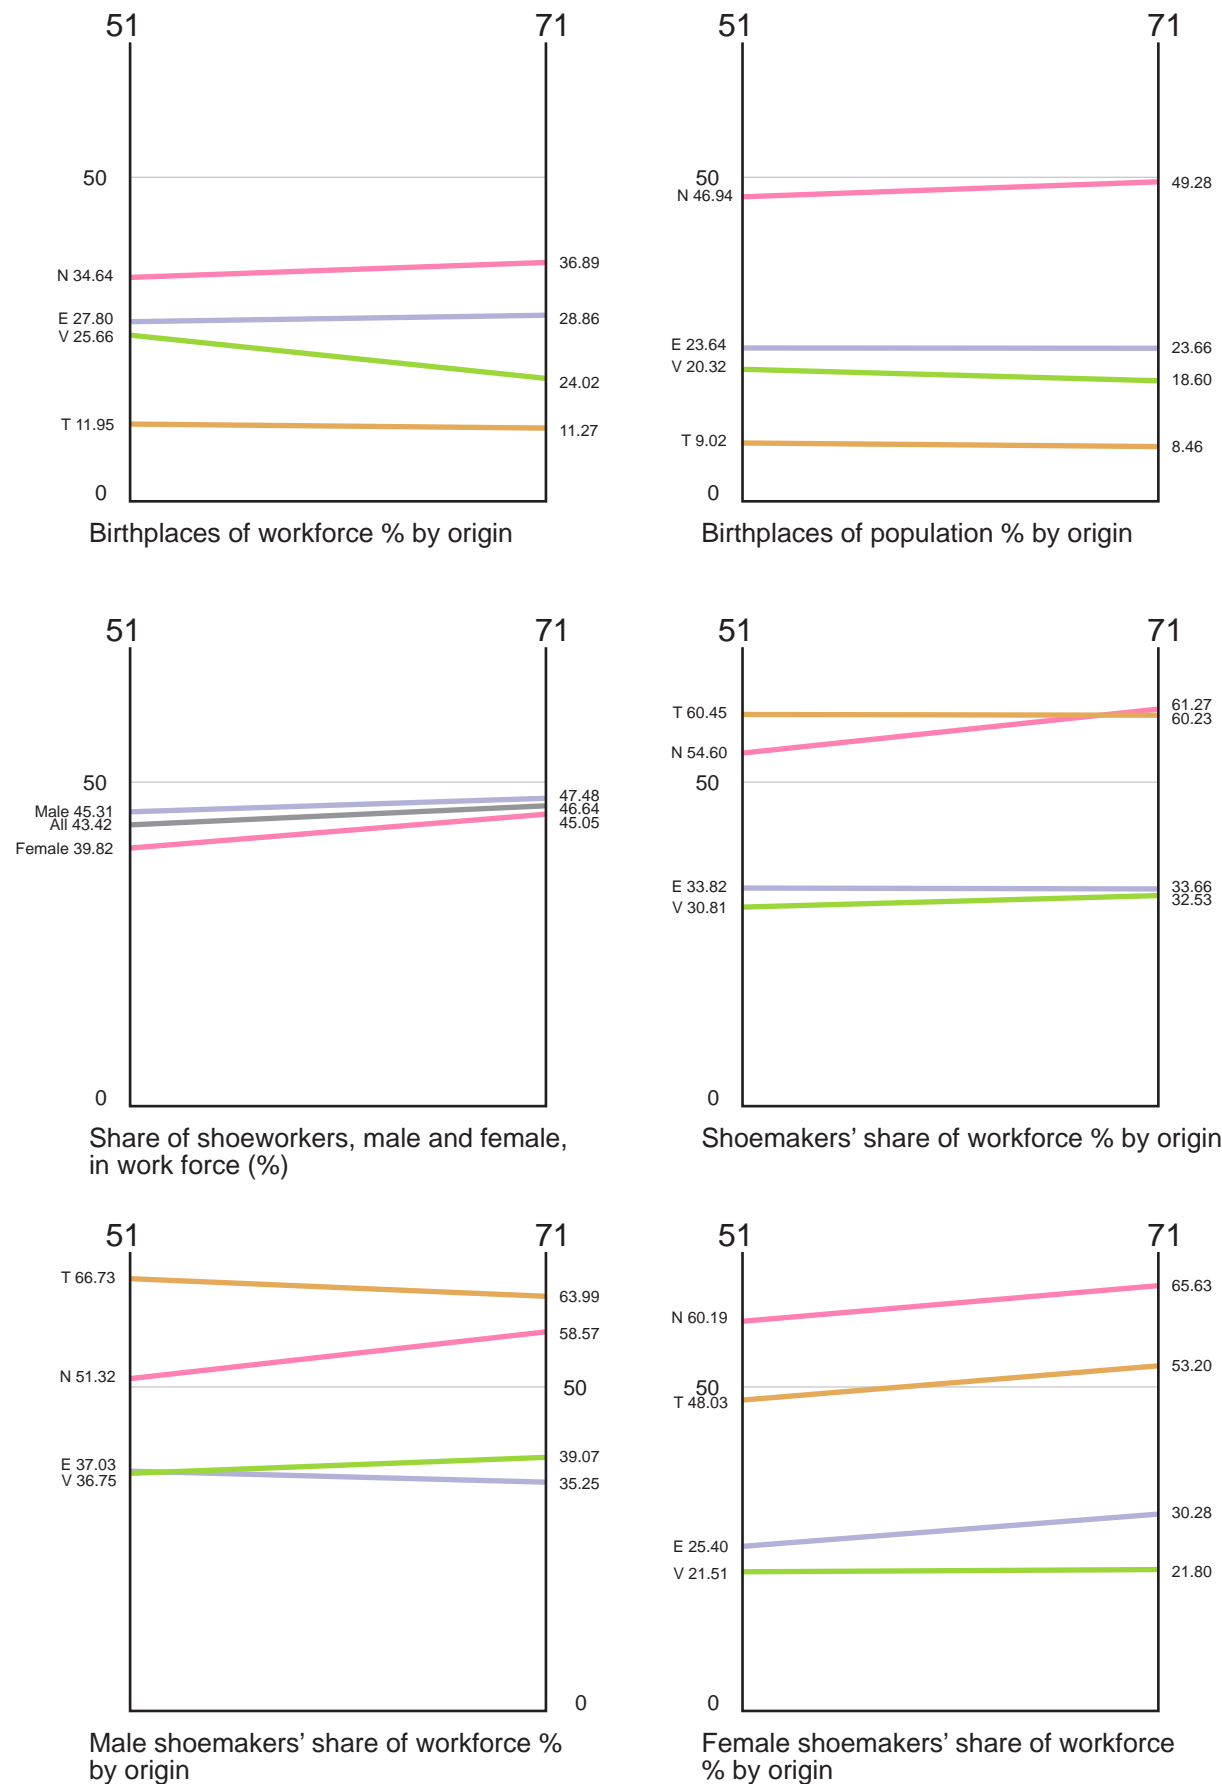 51
71
50
N 34.64
36.89
E 27.80
28.86
V 25.66
24.02
T 11.95
11.27
0
Birthplaces of workforce % by origin
51
71
50
N 46.94
49.28
E 23.64
23.66
V 20.32
18.60
T 9.02
8.46
0
Birthplaces of population % by origin
51
71
50
Male 45.31
47.48
All 43.42
46.64
Female 39.82
45.05
0
Share of shoeworkers, male and female,
in work force (%)
51
71
T 60.45
61.27
60.23
N 54.60
50
E 33.82
33.66
V 30.81
32.53
0
Shoemakers’ share of workforce % by origin
51
71
T 66.73
63.99
58.57
N 51.32
50
E 37.03
39.07
V 36.75
35.25
0
Male shoemakers’ share of workforce %
by origin
51
71
65.63
N 60.19
53.20
50
T 48.03
30.28
E 25.40
V 21.51
21.80
0
Female shoemakers’ share of workforce
% by origin